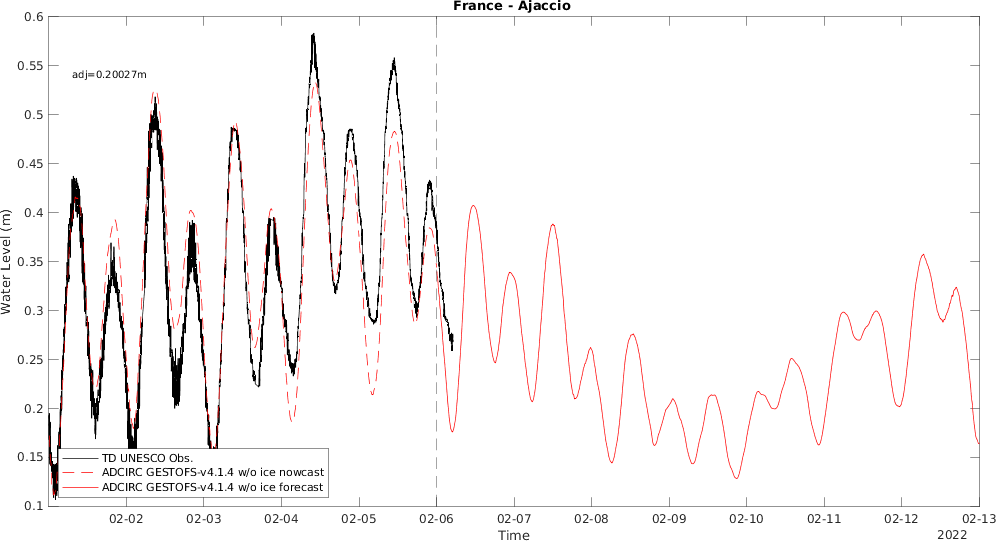 France - Ajaccio
0.6
0.55
adj=0.20027m
0.5
0.45
0.4
0.35
0.3
0.25
0.2
0.15
0.1
Water Level (m)
TD UNESCO Obs.
ADCIRC GESTOFS-v4.1.4 w/o ice nowcast
ADCIRC GESTOFS-v4.1.4 w/o ice forecast
02-02 02-03 02-04 02-05 02-06 02-07 02-08 02-09 02-10 02-11 02-12 02-13
Time
2022